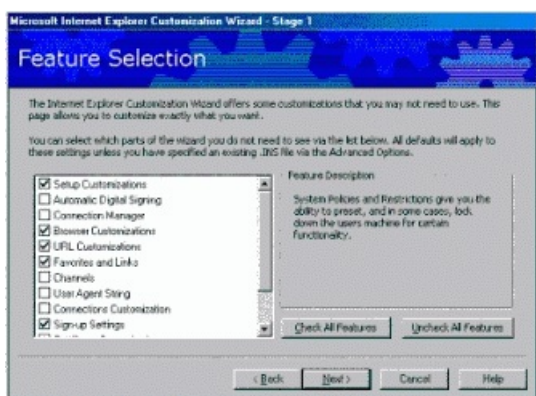 Microsoft Internet Explorer Customization Wizard - Stage 1
Feature Selection
The Internet Explorer Customization Wizard offers some customizations that you may not need to use. This
page allows you to customize exactly what you want.
You can select which parts of the wizard you do not need to see via the list below. All defaults will apply to
these settings unless you have specified an existing .INS file via the Advanced Options.
Setup Customizations
Automatic Digital Signing
Connection Manager
Browser Customizations
URL Customizations
Favorites and Links
Channels
User Agent String
Connections Customization
Sign-up Settings
Feature Description
System Policies and Restrictions give you the
ability to preset, and in some cases, lock
down the users machine for certain
functionality.
Check All Features
Uncheck All Features
< Back
Next >
Cancel
Help